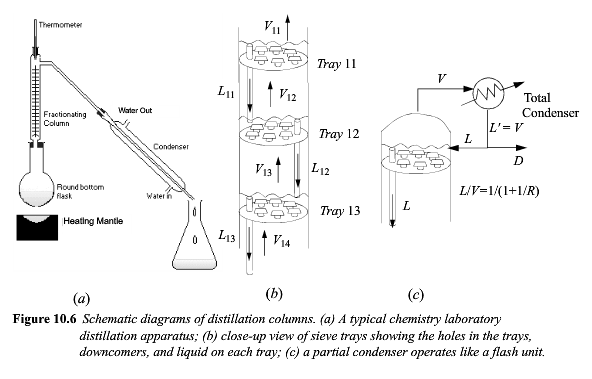 Thermometer
Fractionating
Column
Water Out
Condenser
Round bottom
flask
Water in
Heating Mantle
(a)
V11
Tray 11
L11
V12
Tray 12
V13
L12
Tray 13
L13
V14
(b)
V
Total
Condenser
L'= V
L
D
L/V=1/(1+1/R)
L
(c)
Figure 10.6 Schematic diagrams of distillation columns. (a) A typical chemistry laboratory
distillation apparatus; (b) close-up view of sieve trays showing the holes in the trays,
downcomers, and liquid on each tray; (c) a partial condenser operates like a flash unit.